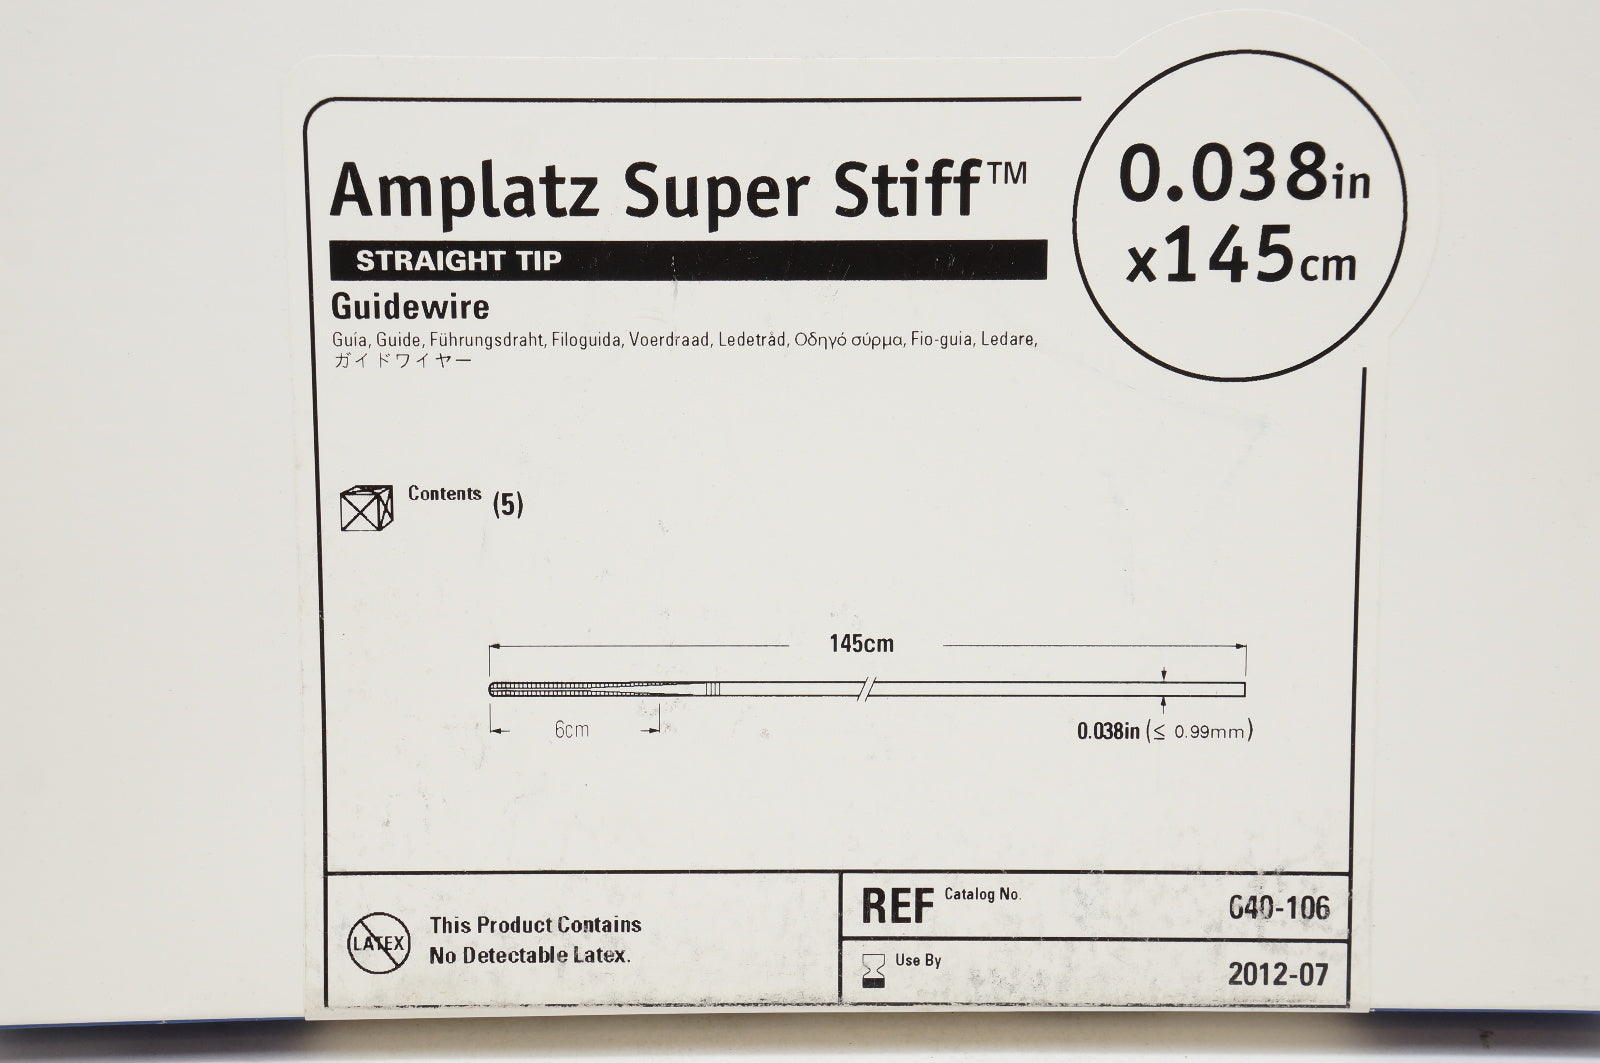 Amplatz Super Stiff™
0.038in
x145cm
STRAIGHT TIP
Guidewire
Guía, Guide, Führungsdraht, Filoguida, Voerdraad, Ledetråd, Οδηγό σύρμα, Fio-guia, Ledare,
ガイドワイヤー
Contents (5)
145cm
6cm
0.038in (≤ 0.99mm)
LATEX
This Product Contains
No Detectable Latex.
REF Catalog No. 640-106
Use By 2012-07